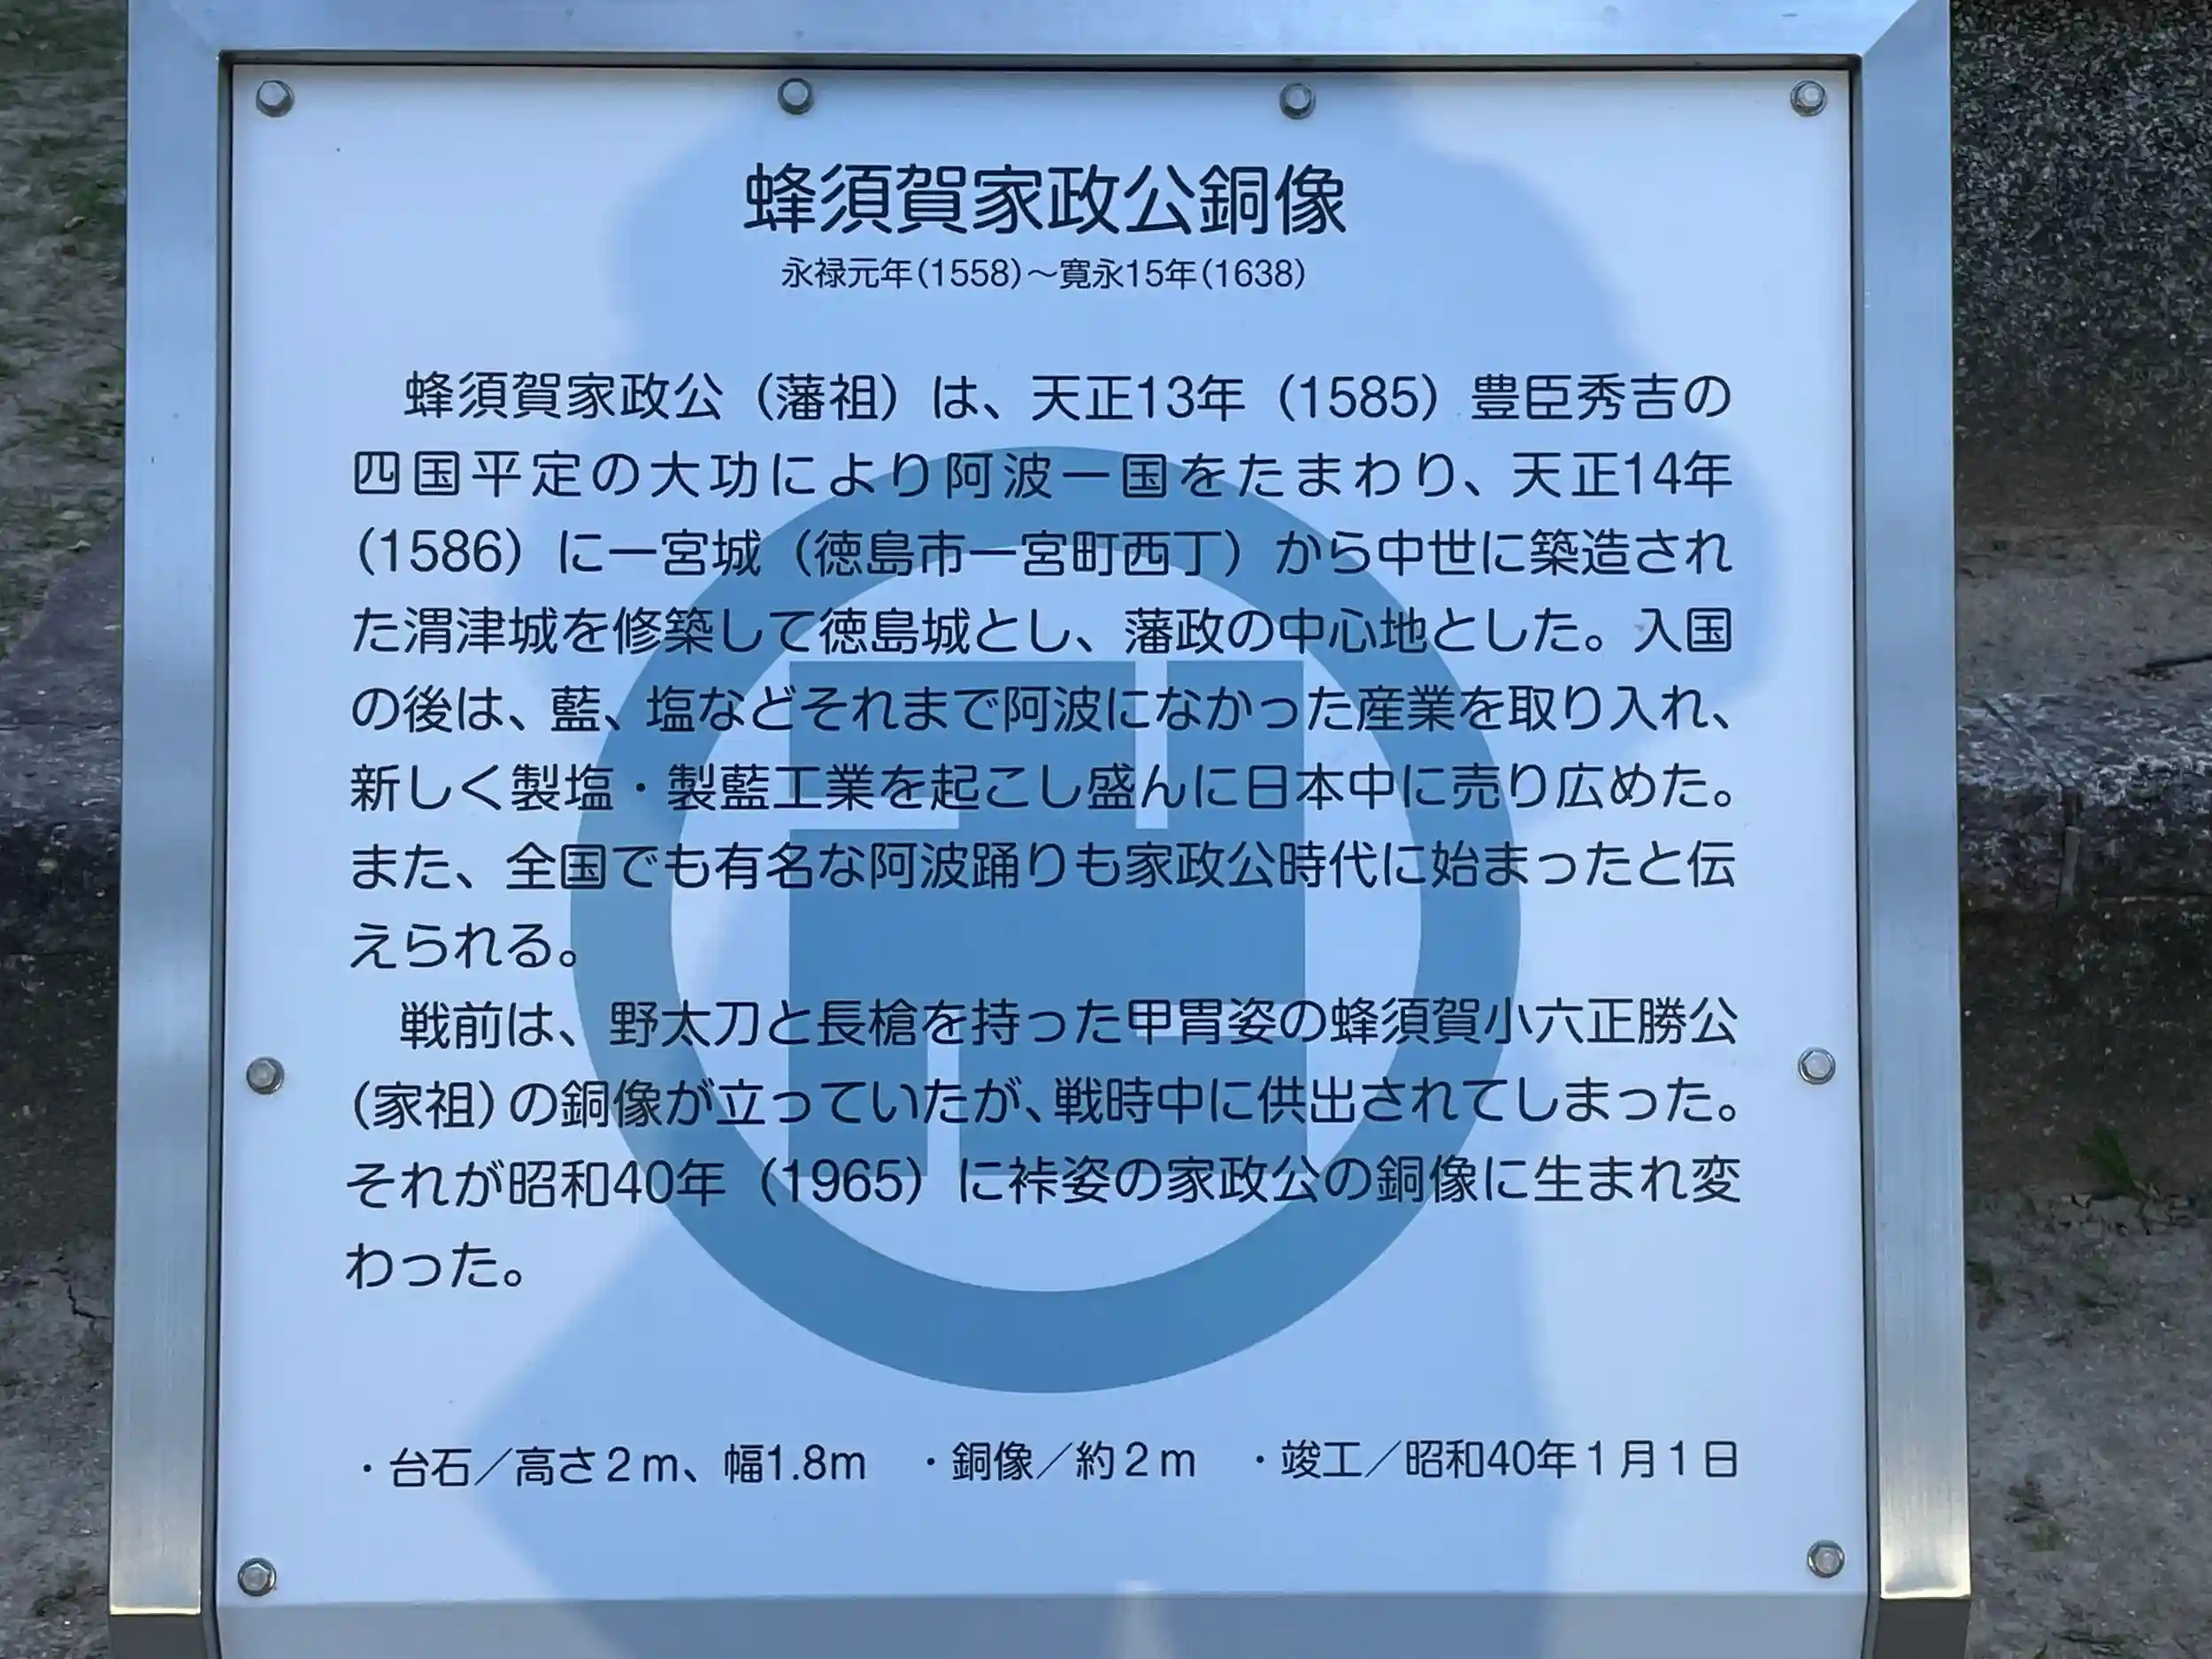 蜂須賀家政公銅像
永禄元年(1558)～寛永15年(1638)
蜂須賀家政公（藩祖）は、天正13年（1585）豊臣秀吉の
四国平定の大功により阿波一国をたまわり、天正14年
（1586）に一宮城（徳島市一宮町西丁）から中世に築造され
た渭津城を修築して徳島城とし、藩政の中心地とした。入国
の後は、藍、塩などそれまで阿波になかった産業を取り入れ、
新しく製塩・製藍工業を起こし盛んに日本中に売り広めた。
また、全国でも有名な阿波踊りも家政公時代に始まったと伝
えられる。
戦前は、野太刀と長槍を持った甲冑姿の蜂須賀小六正勝公
（家祖）の銅像が立っていたが、戦時中に供出されてしまった。
それが昭和40年（1965）に裃姿の家政公の銅像に生まれ変
わった。
・台石／高さ２ｍ、幅1.8m　・銅像／約２ｍ　・竣工／昭和40年１月１日